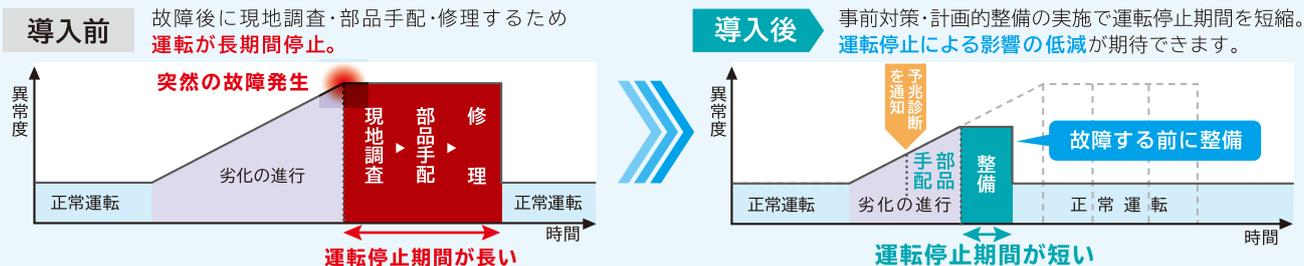 導入前
故障後に現地調査・部品手配・修理するため
運転が長期間停止。
突然の故障発生
異常度
現地調査
部品手配
修理
劣化の進行
正常運転
正常運転
時間
運転停止期間が長い
導入後
事前対策・計画的整備の実施で運転停止期間を短縮。
運転停止による影響の低減が期待できます。
異常度
予兆診断
を通知
部品
手配
整備
故障する前に整備
正常運転
劣化の進行
正常運転
時間
運転停止期間が短い